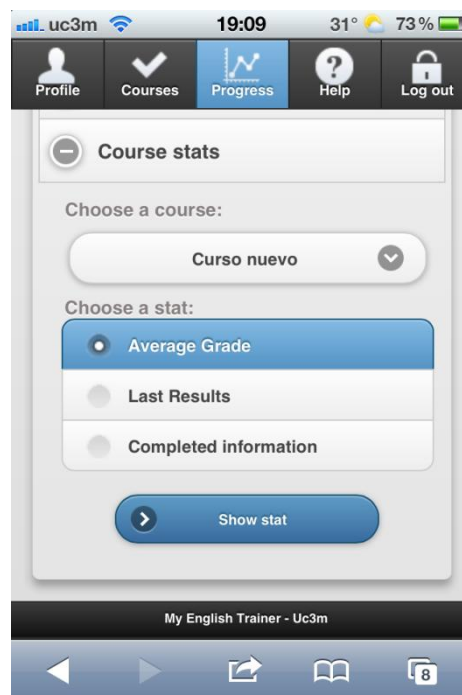 uc3m 19:09 31° 73%
Profile Courses Progress Help Log out
Course stats
Choose a course:
Curso nuevo
Choose a stat:
Average Grade
Last Results
Completed information
Show stat
My English Trainer - Uc3m
8